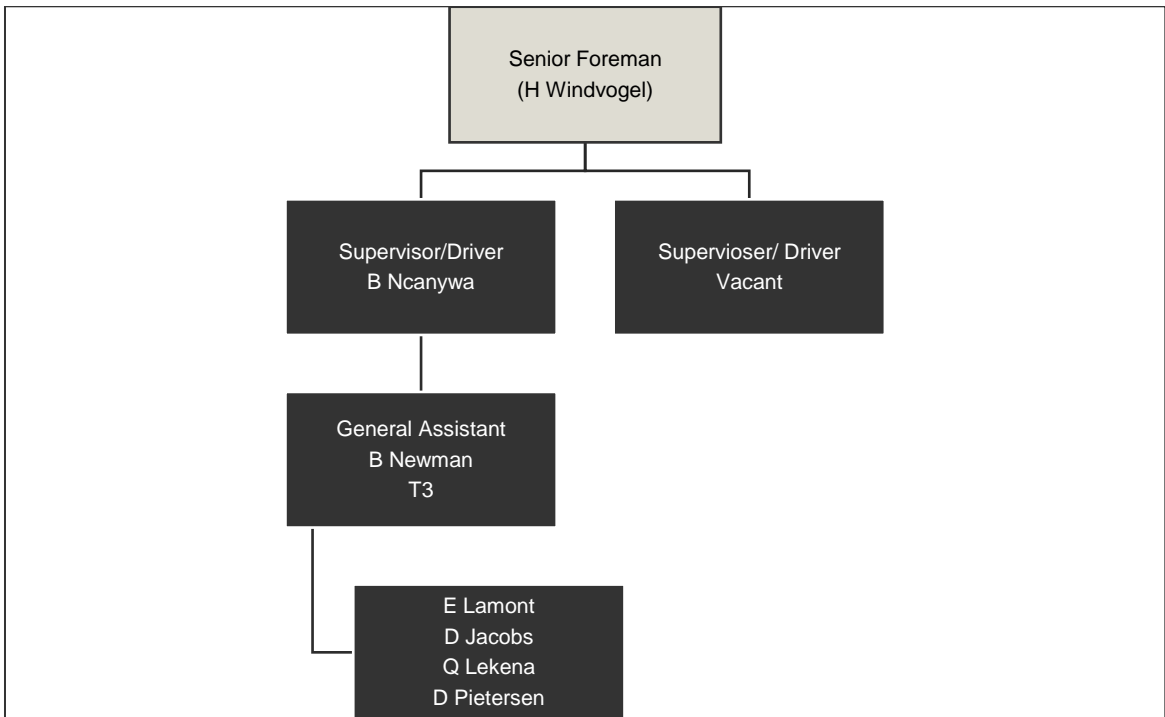 Senior Foreman
(H Windvogel)
Supervisor/Driver
B Ncanywa
Supervioser/ Driver
Vacant
General Assistant
B Newman
T3
E Lamont
D Jacobs
Q Lekena
D Pietersen